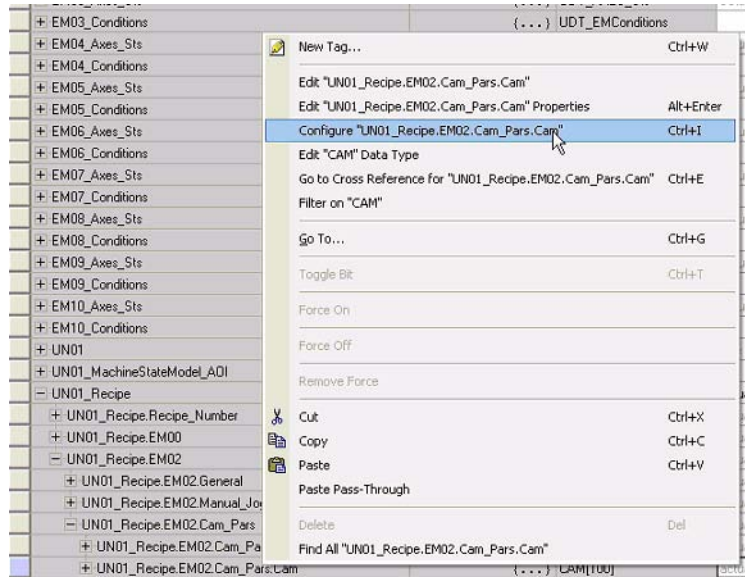 + EM03_Conditions {...} UDT_EMConditions
+ EM04_Axes_Sts
+ EM04_Conditions
+ EM05_Axes_Sts
+ EM05_Conditions
+ EM06_Axes_Sts
+ EM06_Conditions
+ EM07_Axes_Sts
+ EM07_Conditions
+ EM08_Axes_Sts
+ EM08_Conditions
+ EM09_Axes_Sts
+ EM09_Conditions
+ EM10_Axes_Sts
+ EM10_Conditions
+ UN01
+ UN01_MachineStateModel_AOI
- UN01_Recipe
+ UN01_Recipe.Recipe_Number
+ UN01_Recipe.EM00
- UN01_Recipe.EM02
+ UN01_Recipe.EM02.General
+ UN01_Recipe.EM02.Manual_Jo
- UN01_Recipe.EM02.Cam_Pars
+ UN01_Recipe.EM02.Cam_Pa
+ UN01_Recipe.EM02.Cam_Pars.Cam {...} CAM[100]
New Tag... Ctrl+W
Edit "UN01_Recipe.EM02.Cam_Pars.Cam"
Edit "UN01_Recipe.EM02.Cam_Pars.Cam" Properties Alt+Enter
Configure "UN01_Recipe.EM02.Cam_Pars.Cam" Ctrl+I
Edit "CAM" Data Type
Go to Cross Reference for "UN01_Recipe.EM02.Cam_Pars.Cam" Ctrl+E
Filter on "CAM"
Go To... Ctrl+G
Toggle Bit Ctrl+T
Force On
Force Off
Remove Force
Cut Ctrl+X
Copy Ctrl+C
Paste Ctrl+V
Paste Pass-Through
Delete Del
Find All "UN01_Recipe.EM02.Cam_Pars.Cam"